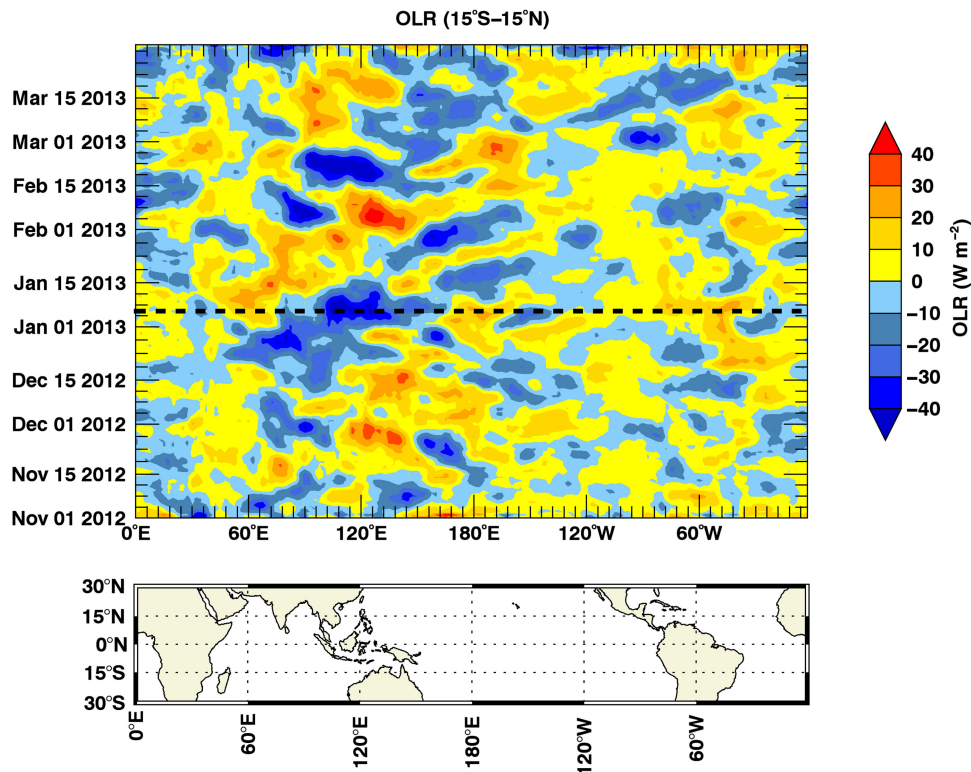 OLR (15°S–15°N)
Mar 15 2013
Mar 01 2013
Feb 15 2013
Feb 01 2013
Jan 15 2013
Jan 01 2013
Dec 15 2012
Dec 01 2012
Nov 15 2012
Nov 01 2012
0°E 60°E 120°E 180°E 120°W 60°W
40
30
20
10
0
−10
−20
−30
−40
OLR (W m−2)
30°N
15°N
0°N
15°S
30°S
0°E 60°E 120°E 180°E 120°W 60°W